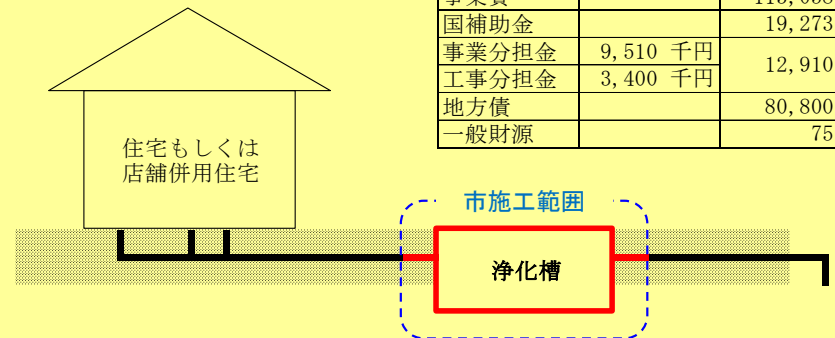 国補助金 19,273
事業分担金 9,510 千円 12,910
工事分担金 3,400 千円
地方債 80,800
一般財源 75
住宅もしくは
店舗併用住宅
市施工範囲
浄化槽